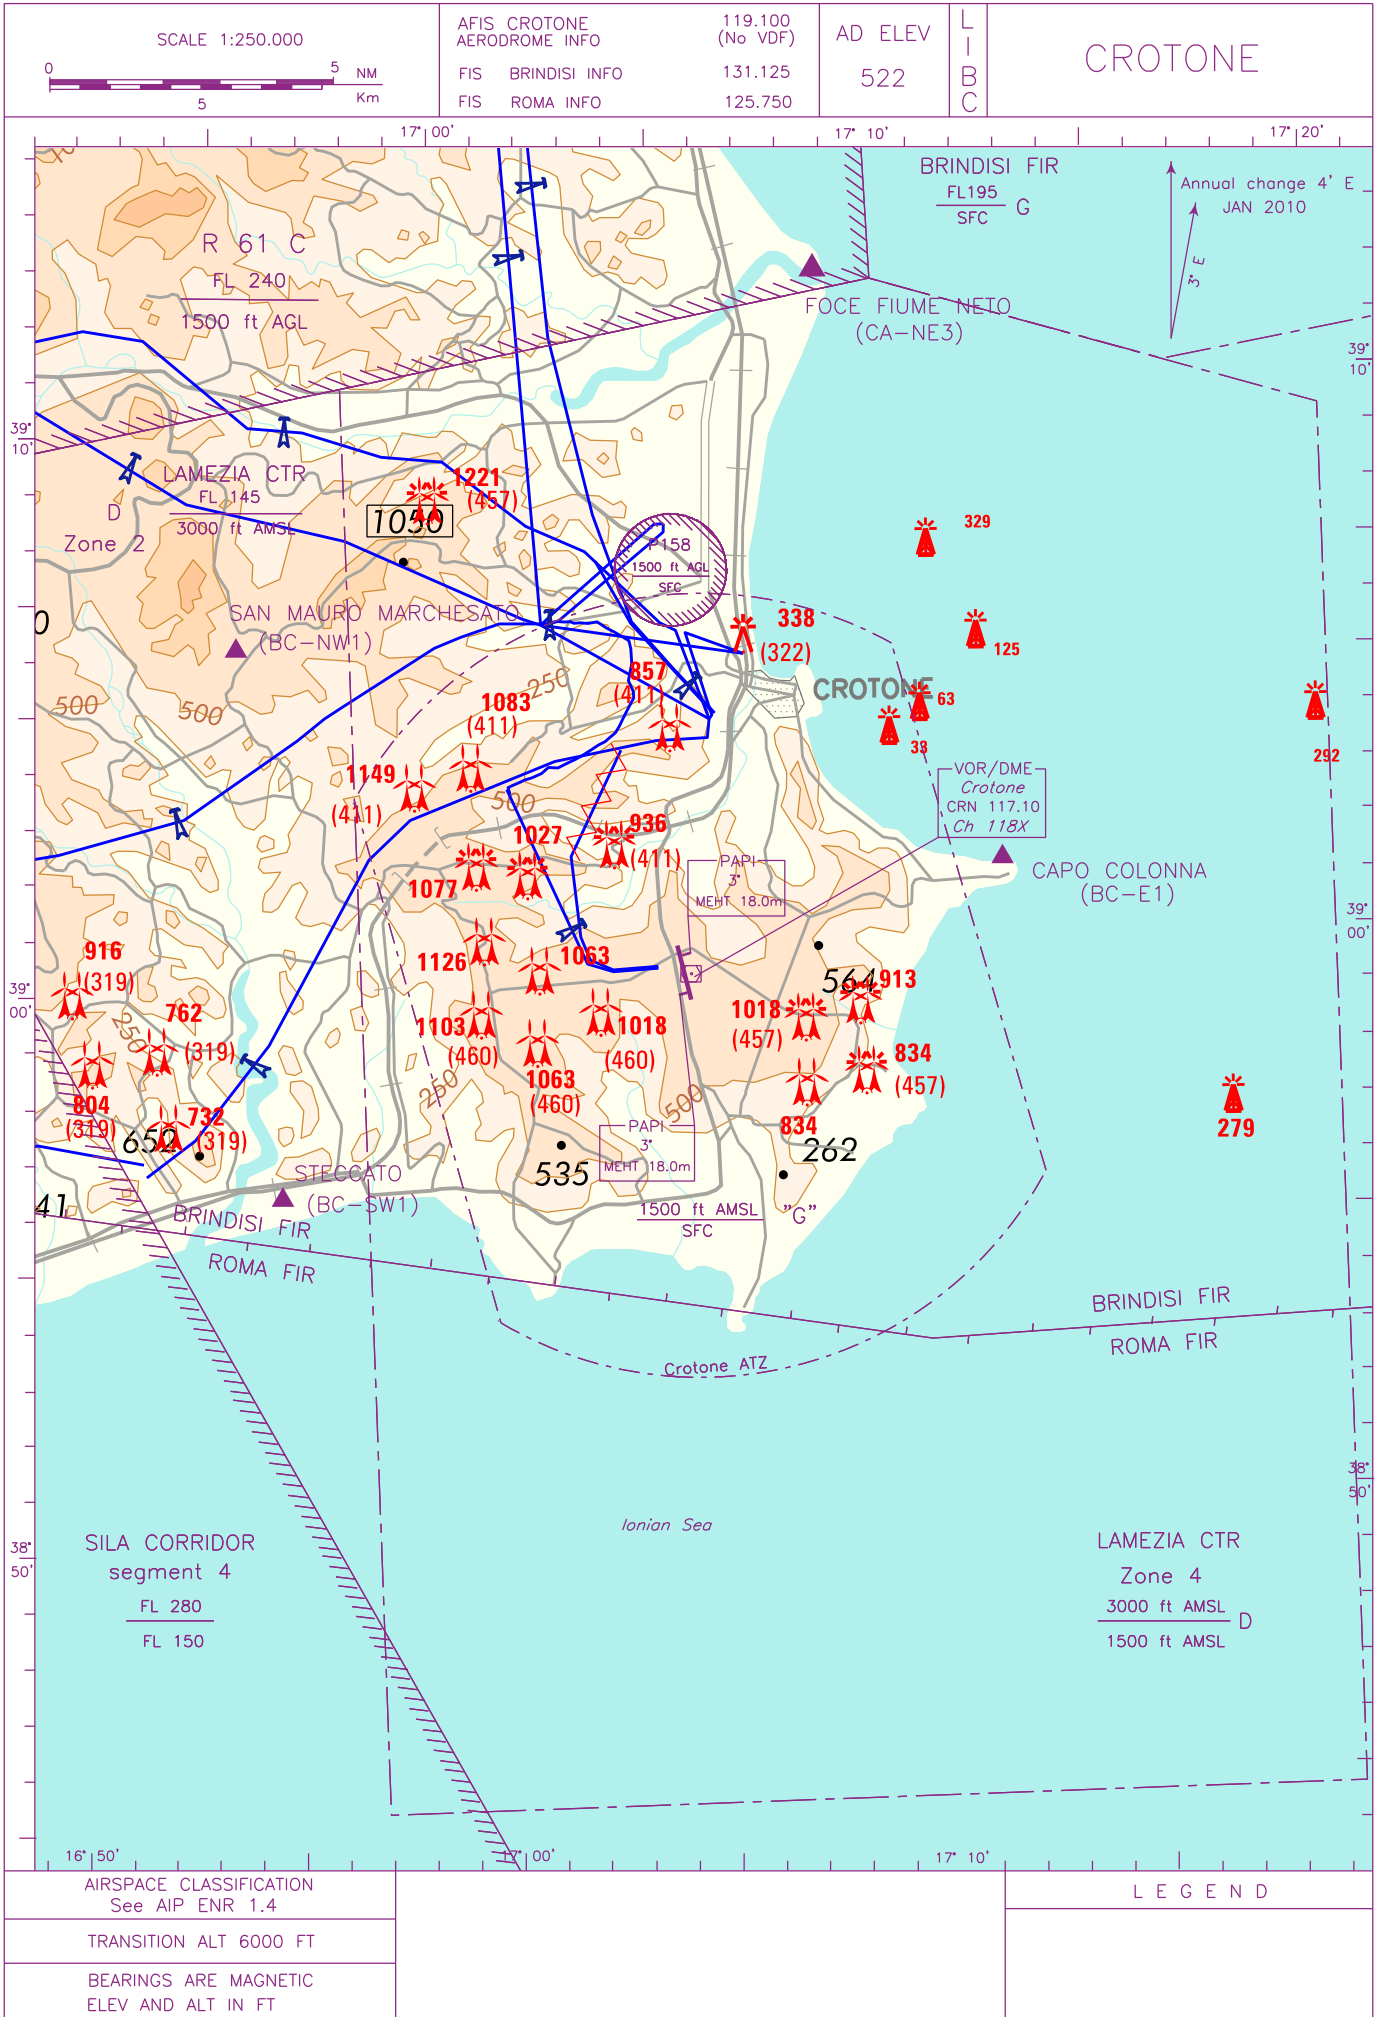 SCALE 1:250.000
0
5
NM
5
Km
AFIS CROTONE
AERODROME INFO
119.100
(No VDF)
FIS BRINDISI INFO
131.125
FIS ROMA INFO
125.750
AD ELEV
522
L
I
B
C
CROTONE
17° 00'
17° 10'
17° 20'
BRINDISI FIR
FL195
SFC
G
Annual change 4' E
JAN 2010
3° E
R 61 C
FL 240
1500 ft AGL
FOCE FIUME NETO
(CA-NE3)
39°
10'
39°
10'
LAMEZIA CTR
FL 145
3000 ft AMSL
D
Zone 2
1221
(457)
1050
P158
1500 ft AGL
SFC
329
0
SAN MAURO MARCHESATO
(BC-NW1)
338
(322)
125
857
(411)
CROTONE
63
33
292
500
500
250
1083
(411)
1149
(411)
500
VOR/DME
Crotone
CRN 117.10
Ch 118X
1027
936
(411)
1077
PAPI
3°
MEHT 18.0m
CAPO COLONNA
(BC-E1)
39°
00'
916
(319)
1126
1063
564
913
39°
00'
762
(319)
250
1103
(460)
1018
(460)
1018
(457)
834
(457)
1063
(460)
250
500
804
(319)
732
(319)
652
834
279
PAPI
3°
MEHT 18.0m
535
262
STECCATO
(BC-SW1)
41
1500 ft AMSL
SFC
"G"
BRINDISI FIR
ROMA FIR
BRINDISI FIR
ROMA FIR
Crotone ATZ
38°
50'
Ionian Sea
38°
50'
SILA CORRIDOR
segment 4
FL 280
FL 150
LAMEZIA CTR
Zone 4
3000 ft AMSL
1500 ft AMSL
D
16° 50'
17° 00'
17° 10'
AIRSPACE CLASSIFICATION
See AIP ENR 1.4
TRANSITION ALT 6000 FT
BEARINGS ARE MAGNETIC
ELEV AND ALT IN FT
LEGEND